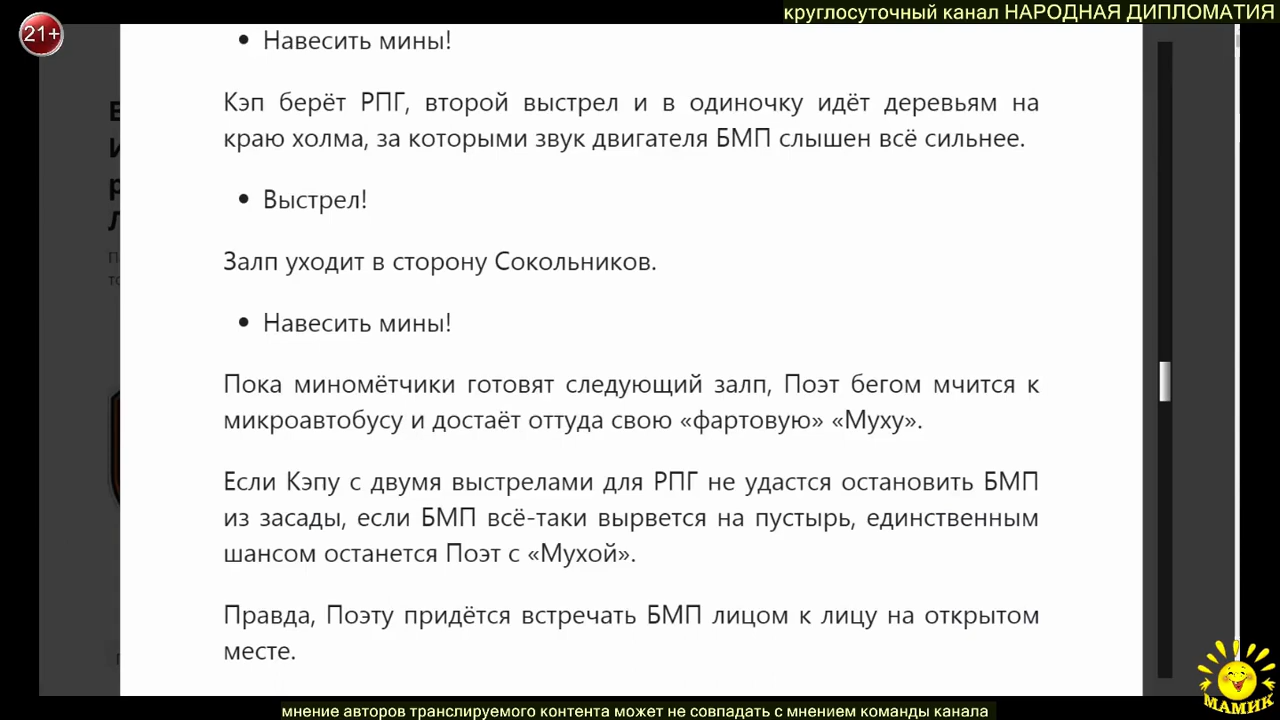 круглосуточный канал НАРОДНАЯ ДИПЛОМАТИЯ
21+
• Навесить мины!
Кэп берёт РПГ, второй выстрел и в одиночку идёт деревьям на
краю холма, за которыми звук двигателя БМП слышен всё сильнее.
• Выстрел!
Залп уходит в сторону Сокольников.
• Навесить мины!
Пока миномётчики готовят следующий залп, Поэт бегом мчится к
микроавтобусу и достаёт оттуда свою «фартовую» «Муху».
Если Кэпу с двумя выстрелами для РПГ не удастся остановить БМП
из засады, если БМП всё-таки вырвется на пустырь, единственным
шансом останется Поэт с «Мухой».
Правда, Поэту придётся встречать БМП лицом к лицу на открытом
месте.
МАМИК
мнение авторов транслируемого контента может не совпадать с мнением команды канала